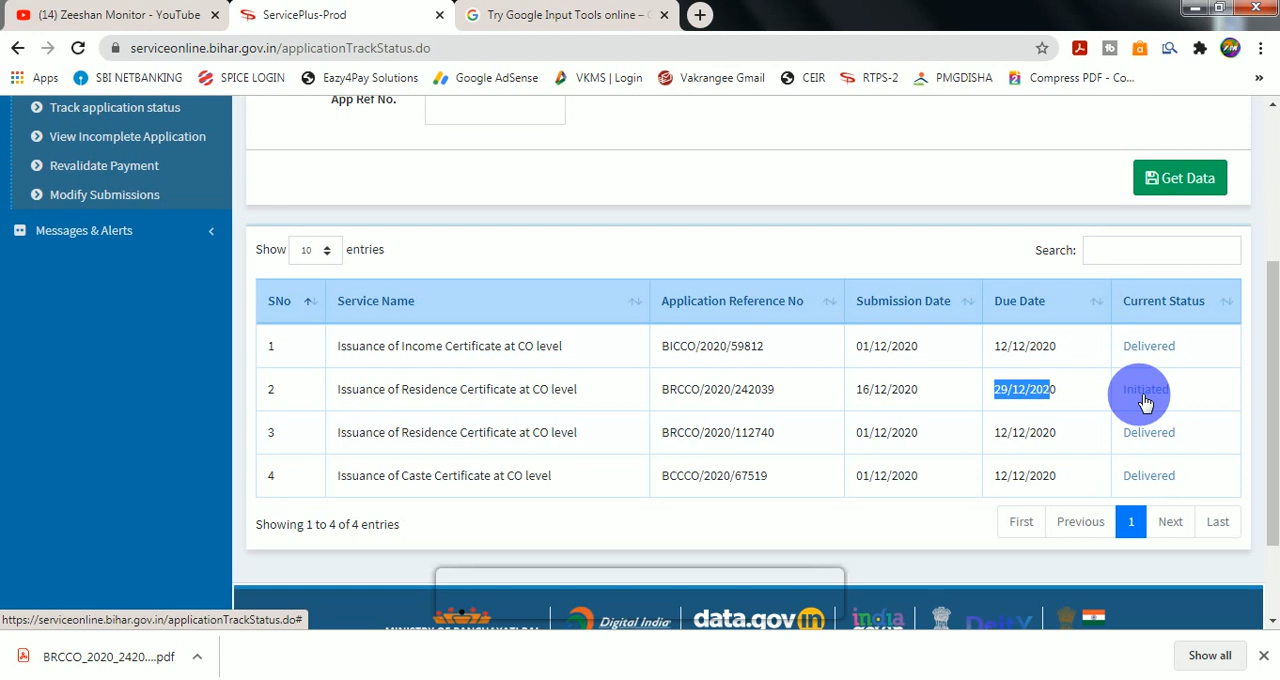 (14) Zeeshan Monitor - YouTube
ServicePlus-Prod
Try Google Input Tools online –
serviceonline.bihar.gov.in/applicationTrackStatus.do
Apps SBI NETBANKING SPICE LOGIN Eazy4Pay Solutions Google AdSense VKMS | Login Vakrangee Gmail CEIR RTPS-2 PMGDISHA Compress PDF - Co... »
Track application status
View Incomplete Application
Revalidate Payment
Modify Submissions
Messages & Alerts
App Ref No.
Get Data
Show 10 entries Search:
SNo Service Name Application Reference No Submission Date Due Date Current Status
1 Issuance of Income Certificate at CO level BICCO/2020/59812 01/12/2020 12/12/2020 Delivered
2 Issuance of Residence Certificate at CO level BRCCO/2020/242039 16/12/2020 29/12/2020 Initiated
3 Issuance of Residence Certificate at CO level BRCCO/2020/112740 01/12/2020 12/12/2020 Delivered
4 Issuance of Caste Certificate at CO level BCCCO/2020/67519 01/12/2020 12/12/2020 Delivered
Showing 1 to 4 of 4 entries First Previous 1 Next Last
Digital India data.gov in india
https://serviceonline.bihar.gov.in/applicationTrackStatus.do#
BRCCO_2020_2420....pdf Show all